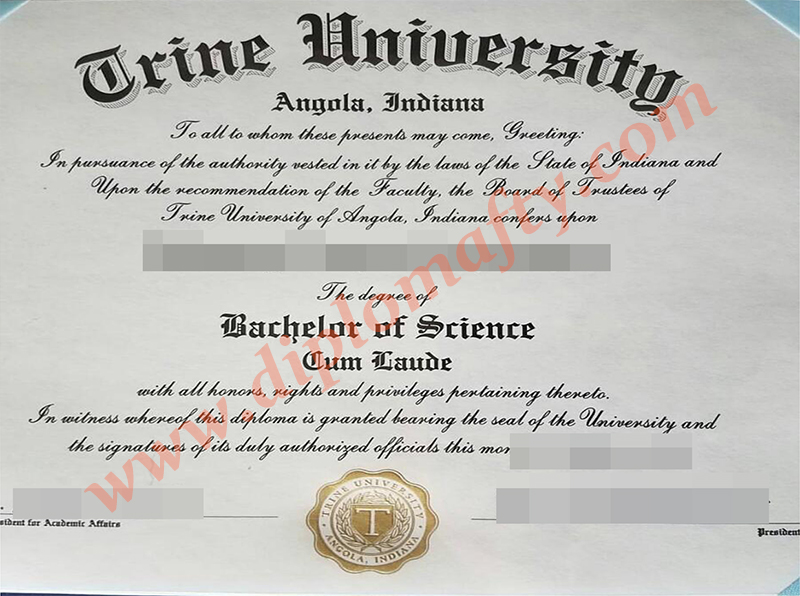 Trine University
Angola, Indiana
To all to whom these presents may come, Greeting:
In pursuance of the authority vested in it by the laws of the State of Indiana and
Upon the recommendation of the Faculty, the Board of Trustees of
Trine University of Angola, Indiana confers upon
The degree of
Bachelor of Science
Cum Laude
with all honors, rights and privileges pertaining thereto.
In witness whereof this diploma is granted bearing the seal of the University and
the signatures of its duly authorized officials this mon
sident for Academic Affairs
TRINE UNIVERSITY
T
ANGOLA, INDIANA
President
www.diplomafty.com